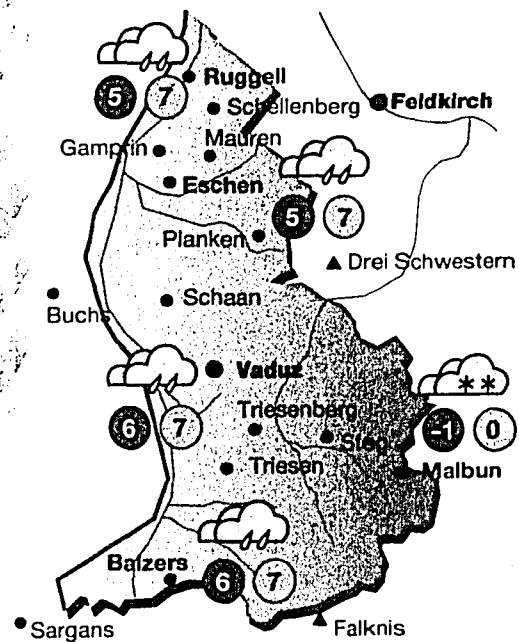 Ruggell
5 7
Schellenberg
Feldkirch
Gamprin
Mauren
Eschen
5 7
Planken
Drei Schwestern
Schaan
Buchs
Vaduz
** 
6 7
Triesenberg
Steg
-1 0
Triesen
Malbun
Balzers
6 7
Sargans
Falknis